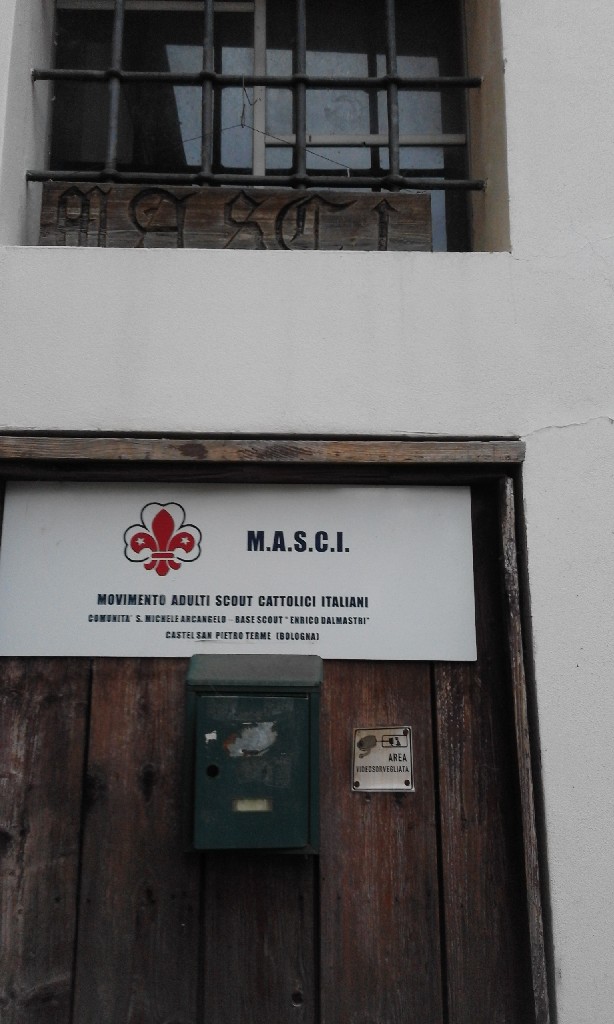 MASCI
M.A.S.C.I.
MOVIMENTO ADULTI SCOUT CATTOLICI ITALIANI
COMUNITA' S. MICHELE ARCANGELO - BASE SCOUT "ENRICO DALMASTRI"
CASTEL SAN PIETRO TERME (BOLOGNA)
AREA
VIDEOSORVEGLIATA